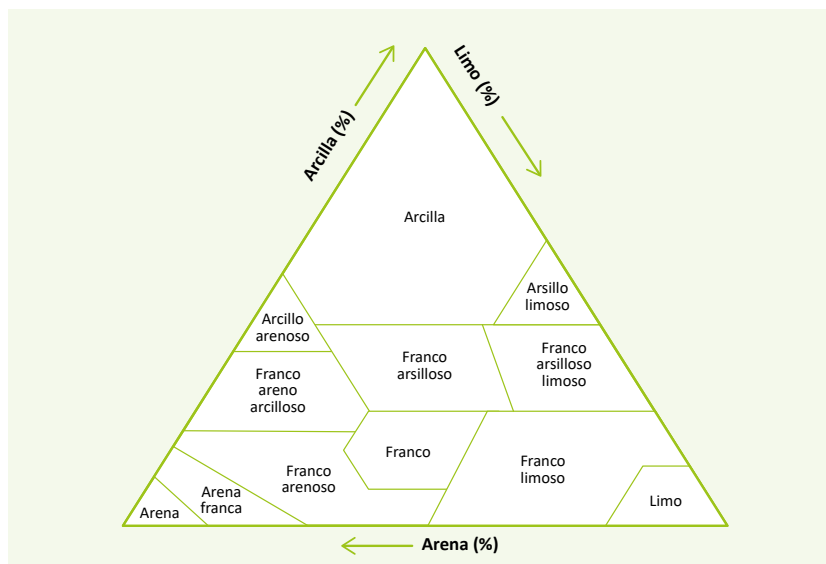 Limo (%)
Arcilla (%)
Arcilla
Arsillo
limoso
Arcillo
arenoso
Franco
arsilloso
Franco
arsilloso
limoso
Franco
areno
arcilloso
Franco
Franco
limoso
Franco
arenoso
Arena
franca
Arena
Limo
Arena (%)